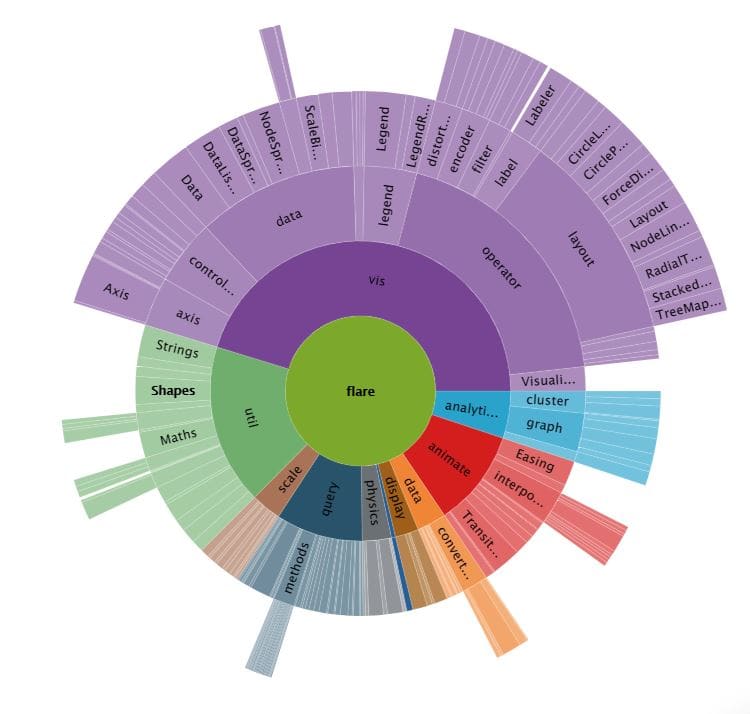 flare
vis
util
scale
query
physics
display
data
animate
analyti...
axis
control...
data
legend
operator
Visuali...
cluster
graph
Easing
interpo...
Transit...
convert...
methods
Maths
Shapes
Strings
Axis
Data
DataLis...
DataSpr...
NodeSpr...
ScaleBi...
Legend
LegendR...
distort...
encoder
filter
label
layout
Labeler
CircleL...
CircleP...
ForceDi...
Layout
NodeLin...
RadialT...
Stacked...
TreeMap...